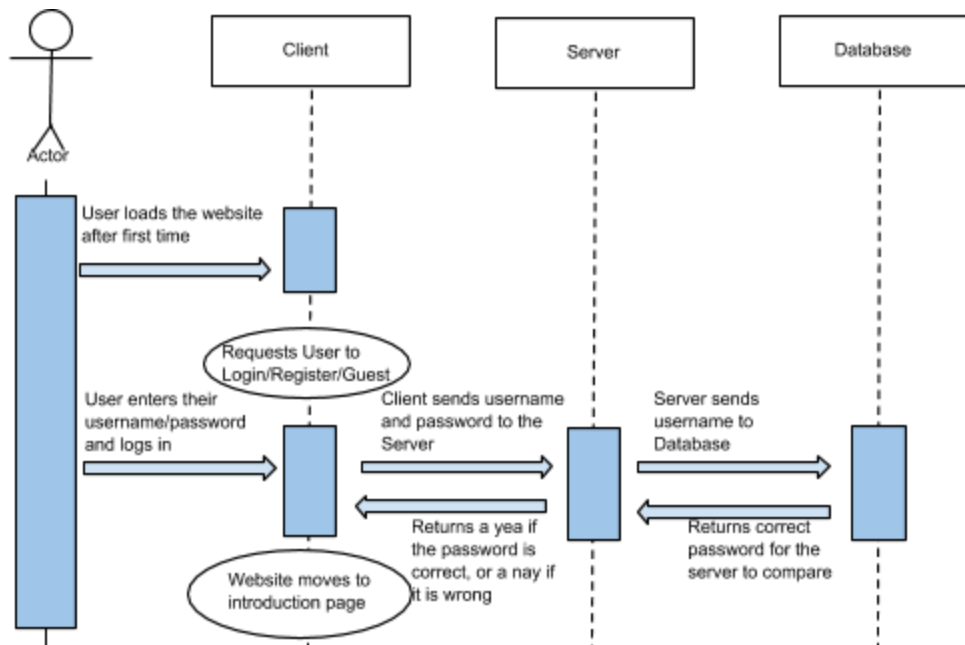 Client
Server
Database
Actor
User loads the website
after first time
Requests User to
Login/Register/Guest
User enters their
username/password
and logs in
Client sends username
and password to the
Server
Server sends
username to
Database
Returns a yea if
the password is
correct, or a nay if
it is wrong
Returns correct
password for the
server to compare
Website moves to
introduction page